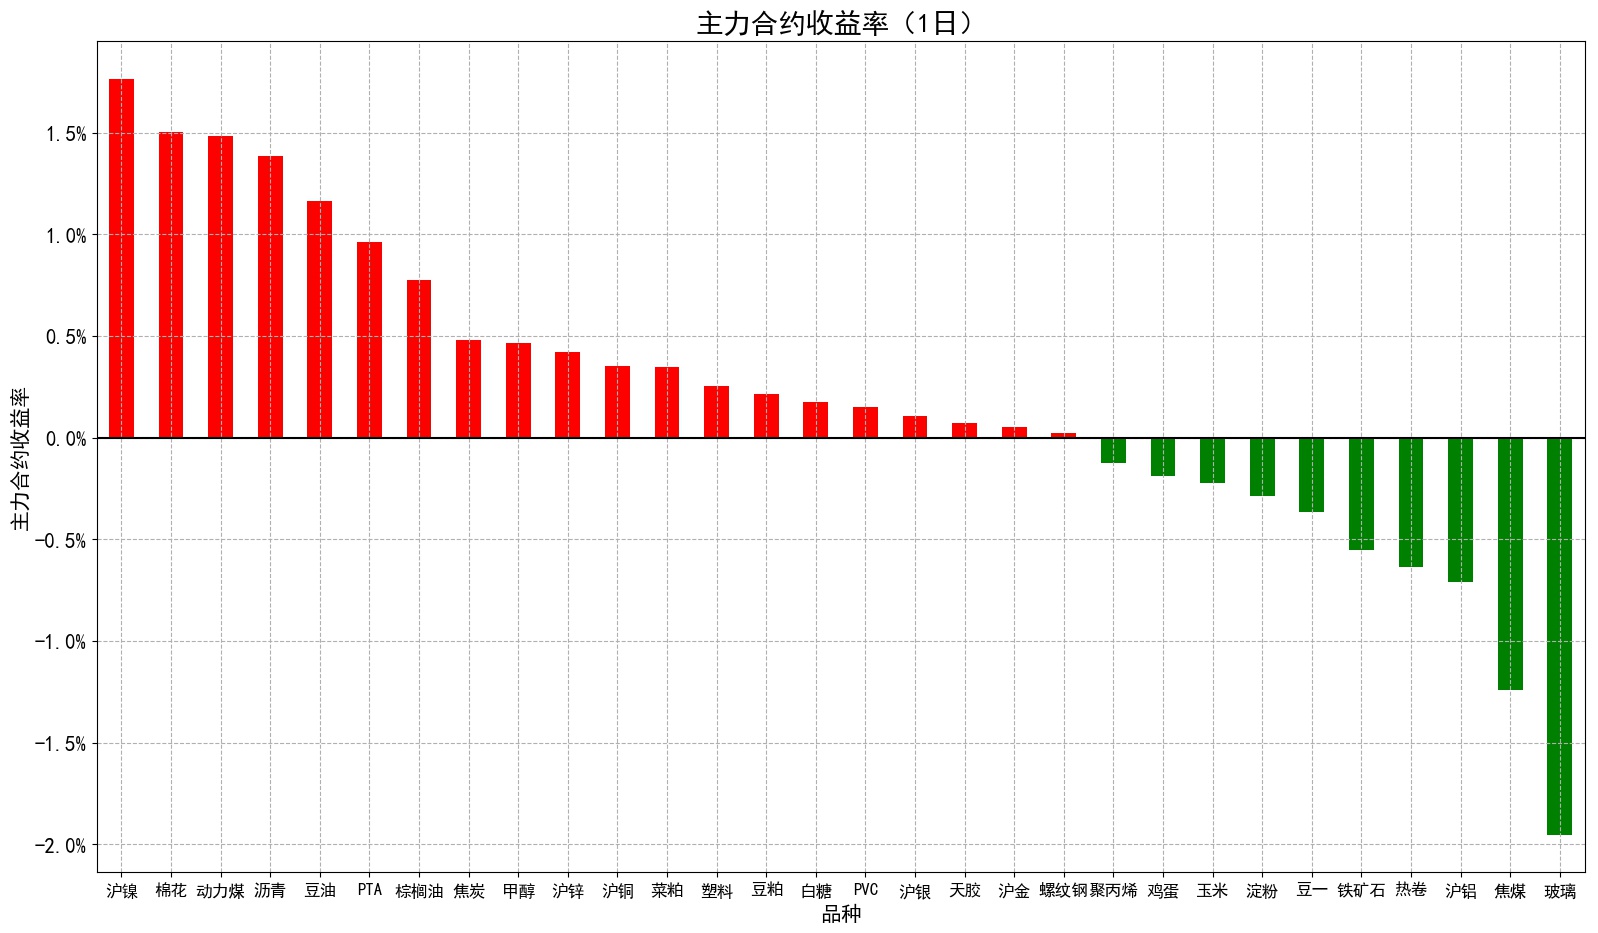 主力合约收益率（1日）
主力合约收益率
1.5%
1.0%
0.5%
0.0%
−0.5%
−1.0%
−1.5%
−2.0%
沪镍 棉花 动力煤 沥青 豆油 PTA 棕榈油 焦炭 甲醇 沪锌 沪铜 菜粕 塑料 豆粕 白糖 PVC 沪银 天胶 沪金 螺纹钢 聚丙烯 鸡蛋 玉米 淀粉 豆一 铁矿石 热卷 沪铝 焦煤 玻璃
品种